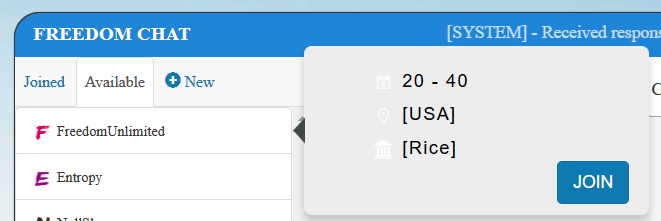 FREEDOM CHAT
[SYSTEM] - Received respons
Joined Available New
20 - 40
[USA]
[Rice]
JOIN
F FreedomUnlimited
E Entropy